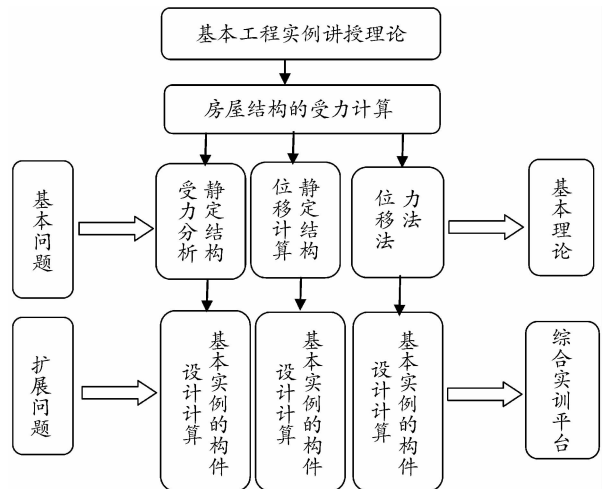 基本工程实例讲授理论
房屋结构的受力计算
基本问题
静定结构
受力分析
静定结构
位移计算
力法
位移法
基本理论
扩展问题
基本实例的构件
设计计算
基本实例的构件
设计计算
基本实例的构件
设计计算
综合实训平台